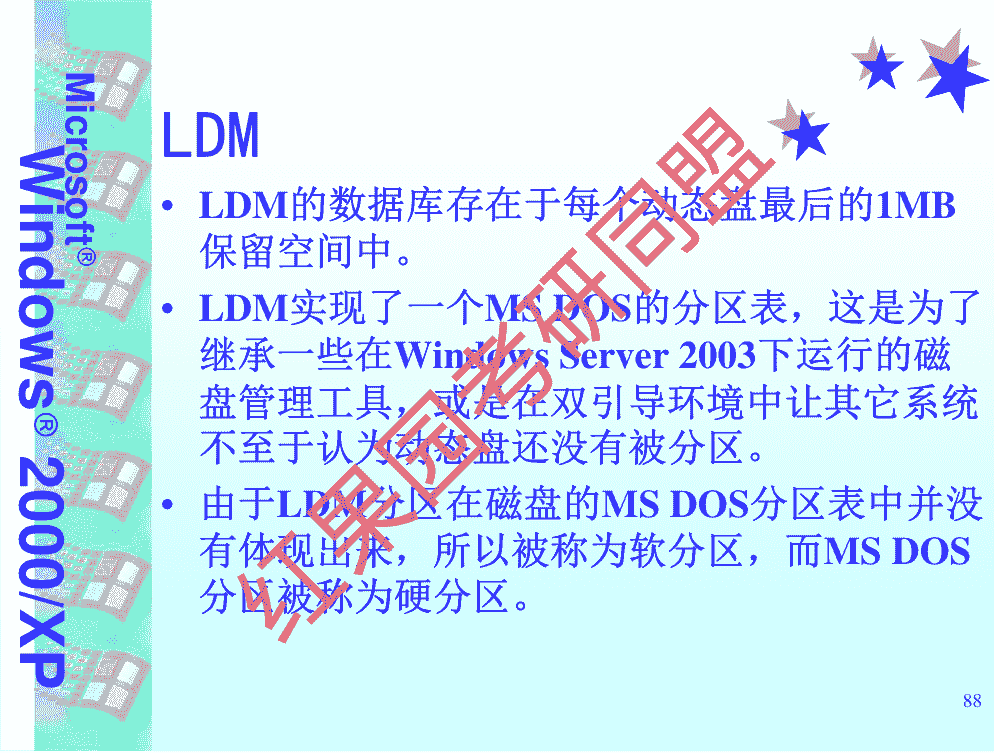 Microsoft®
Windows® 2000/XP
LDM
• LDM的数据库存在于每个动态盘最后的1MB
保留空间中。
• LDM实现了一个MS DOS的分区表，这是为了
继承一些在Windows Server 2003下运行的磁
盘管理工具，或是在双引导环境中让其它系统
不至于认为动态盘还没有被分区。
• 由于LDM分区在磁盘的MS DOS分区表中并没
有体现出来，所以被称为软分区，而MS DOS
分区被称为硬分区。
红果园考研同盟
88